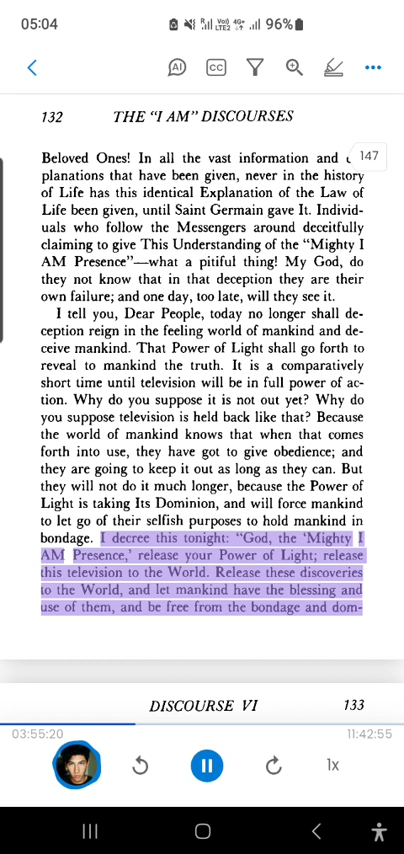 05:04
96%
AI
CC
132 THE “I AM” DISCOURSES
147
Beloved Ones! In all the vast information and
planations that have been given, never in the history
of Life has this identical Explanation of the Law of
Life been given, until Saint Germain gave It. Individ-
uals who follow the Messengers around deceitfully
claiming to give This Understanding of the “Mighty I
AM Presence”—what a pitiful thing! My God, do
they not know that in that deception they are their
own failure; and one day, too late, will they see it.
I tell you, Dear People, today no longer shall de-
ception reign in the feeling world of mankind and de-
ceive mankind. That Power of Light shall go forth to
reveal to mankind the truth. It is a comparatively
short time until television will be in full power of ac-
tion. Why do you suppose it is not out yet? Why do
you suppose television is held back like that? Because
the world of mankind knows that when that comes
forth into use, they have got to give obedience; and
they are going to keep it out as long as they can. But
they will not do it much longer, because the Power of
Light is taking Its Dominion, and will force mankind
to let go of their selfish purposes to hold mankind in
bondage. I decree this tonight: “God, the ‘Mighty I
AM Presence,’ release your Power of Light; release
this television to the World. Release these discoveries
to the World, and let mankind have the blessing and
use of them, and be free from the bondage and dom-
DISCOURSE VI 133
03:55:20 11:42:55
1x